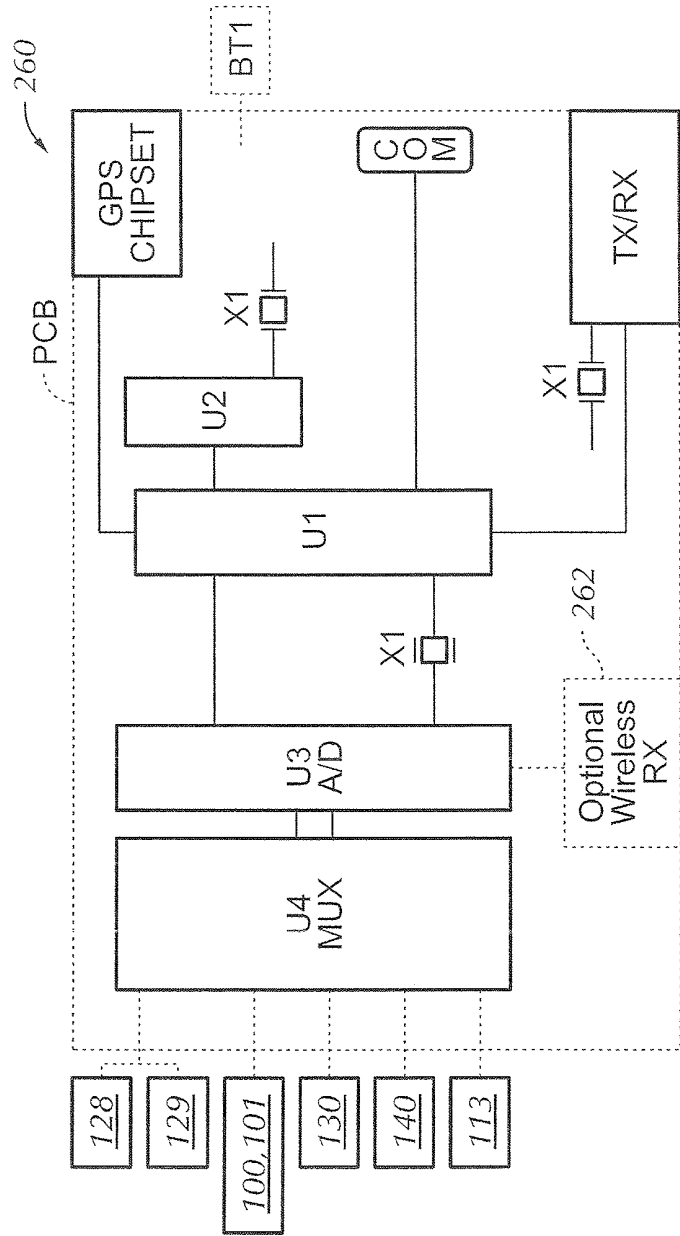 260
PCB
GPS
CHIPSET
BT1
X1
U2
COM
U1
TX/RX
X1
X1
262
U3
A/D
Optional
Wireless
RX
U4
MUX
128
129
100,101
130
140
113